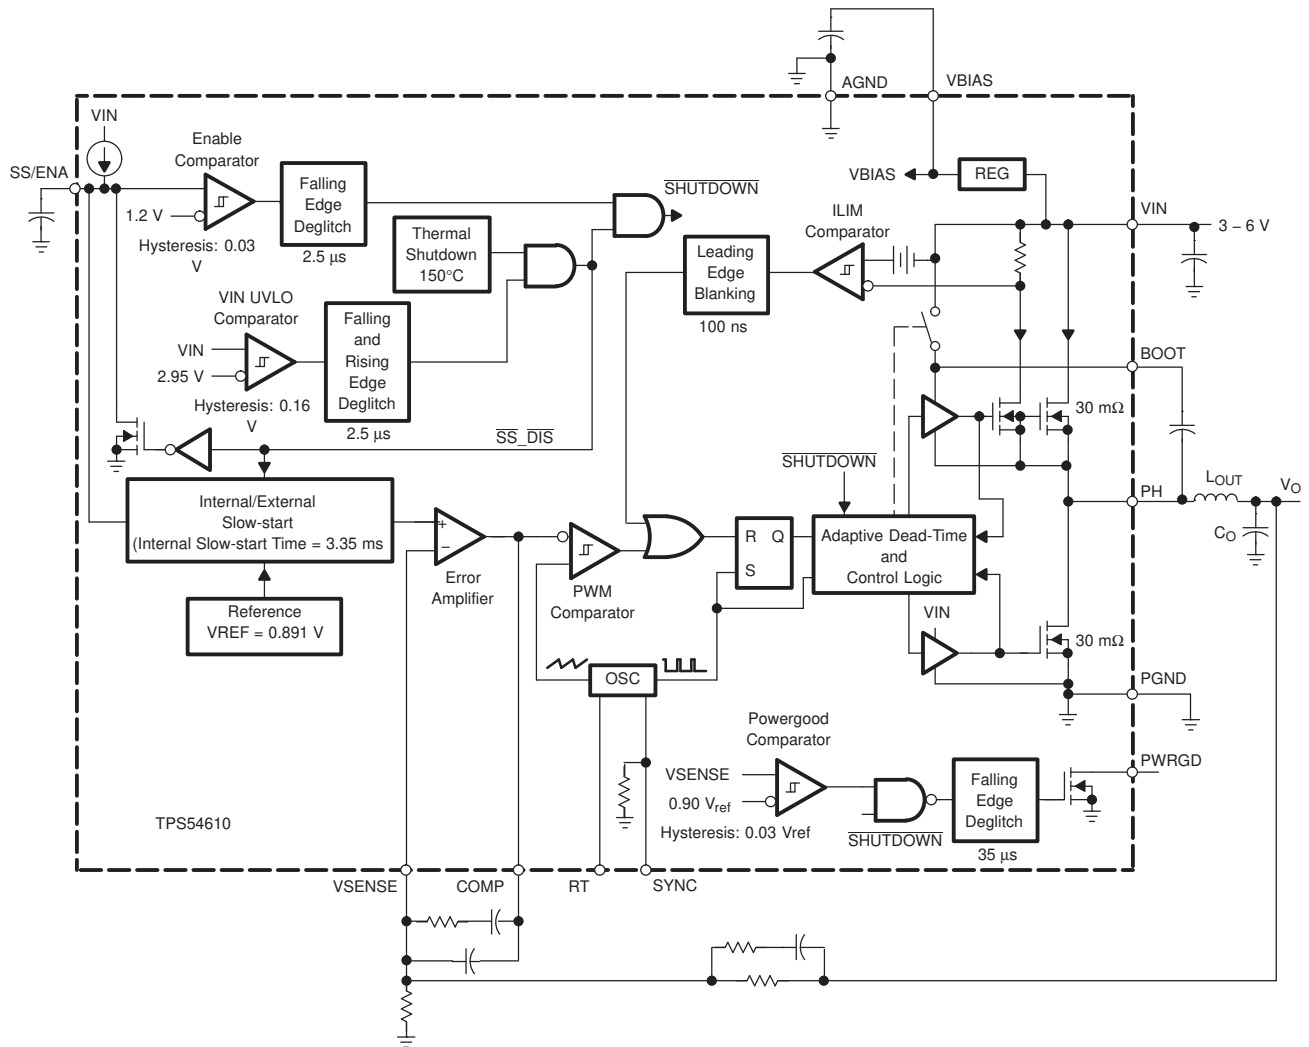 AGND
VBIAS
VIN
SS/ENA
Enable
Comparator
1.2 V
Hysteresis: 0.03
V
Falling
Edge
Deglitch
2.5 μs
Thermal
Shutdown
150°C
SHUTDOWN
VBIAS
REG
ILIM
Comparator
VIN
3 – 6 V
Leading
Edge
Blanking
100 ns
VIN UVLO
Comparator
VIN
2.95 V
Hysteresis: 0.16
V
Falling
and
Rising
Edge
Deglitch
2.5 μs
BOOT
30 mΩ
SS_DIS
SHUTDOWN
PH
LOUT
VO
CO
Internal/External
Slow-start
(Internal Slow-start Time = 3.35 ms
+
−
Error
Amplifier
PWM
Comparator
R Q
S
Adaptive Dead-Time
and
Control Logic
Reference
VREF = 0.891 V
VIN
30 mΩ
OSC
PGND
Powergood
Comparator
VSENSE
0.90 Vref
Hysteresis: 0.03 Vref
SHUTDOWN
Falling
Edge
Deglitch
35 μs
PWRGD
TPS54610
VSENSE
COMP
RT
SYNC